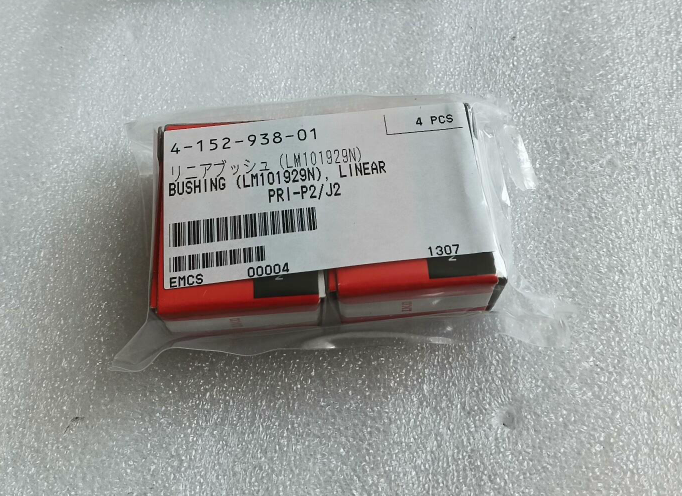 4-152-938-01
4 PCS
リニアブッシュ (LM101929N)
BUSHING (LM101929N), LINEAR
PRI-P2/J2
1307
EMCS 00004